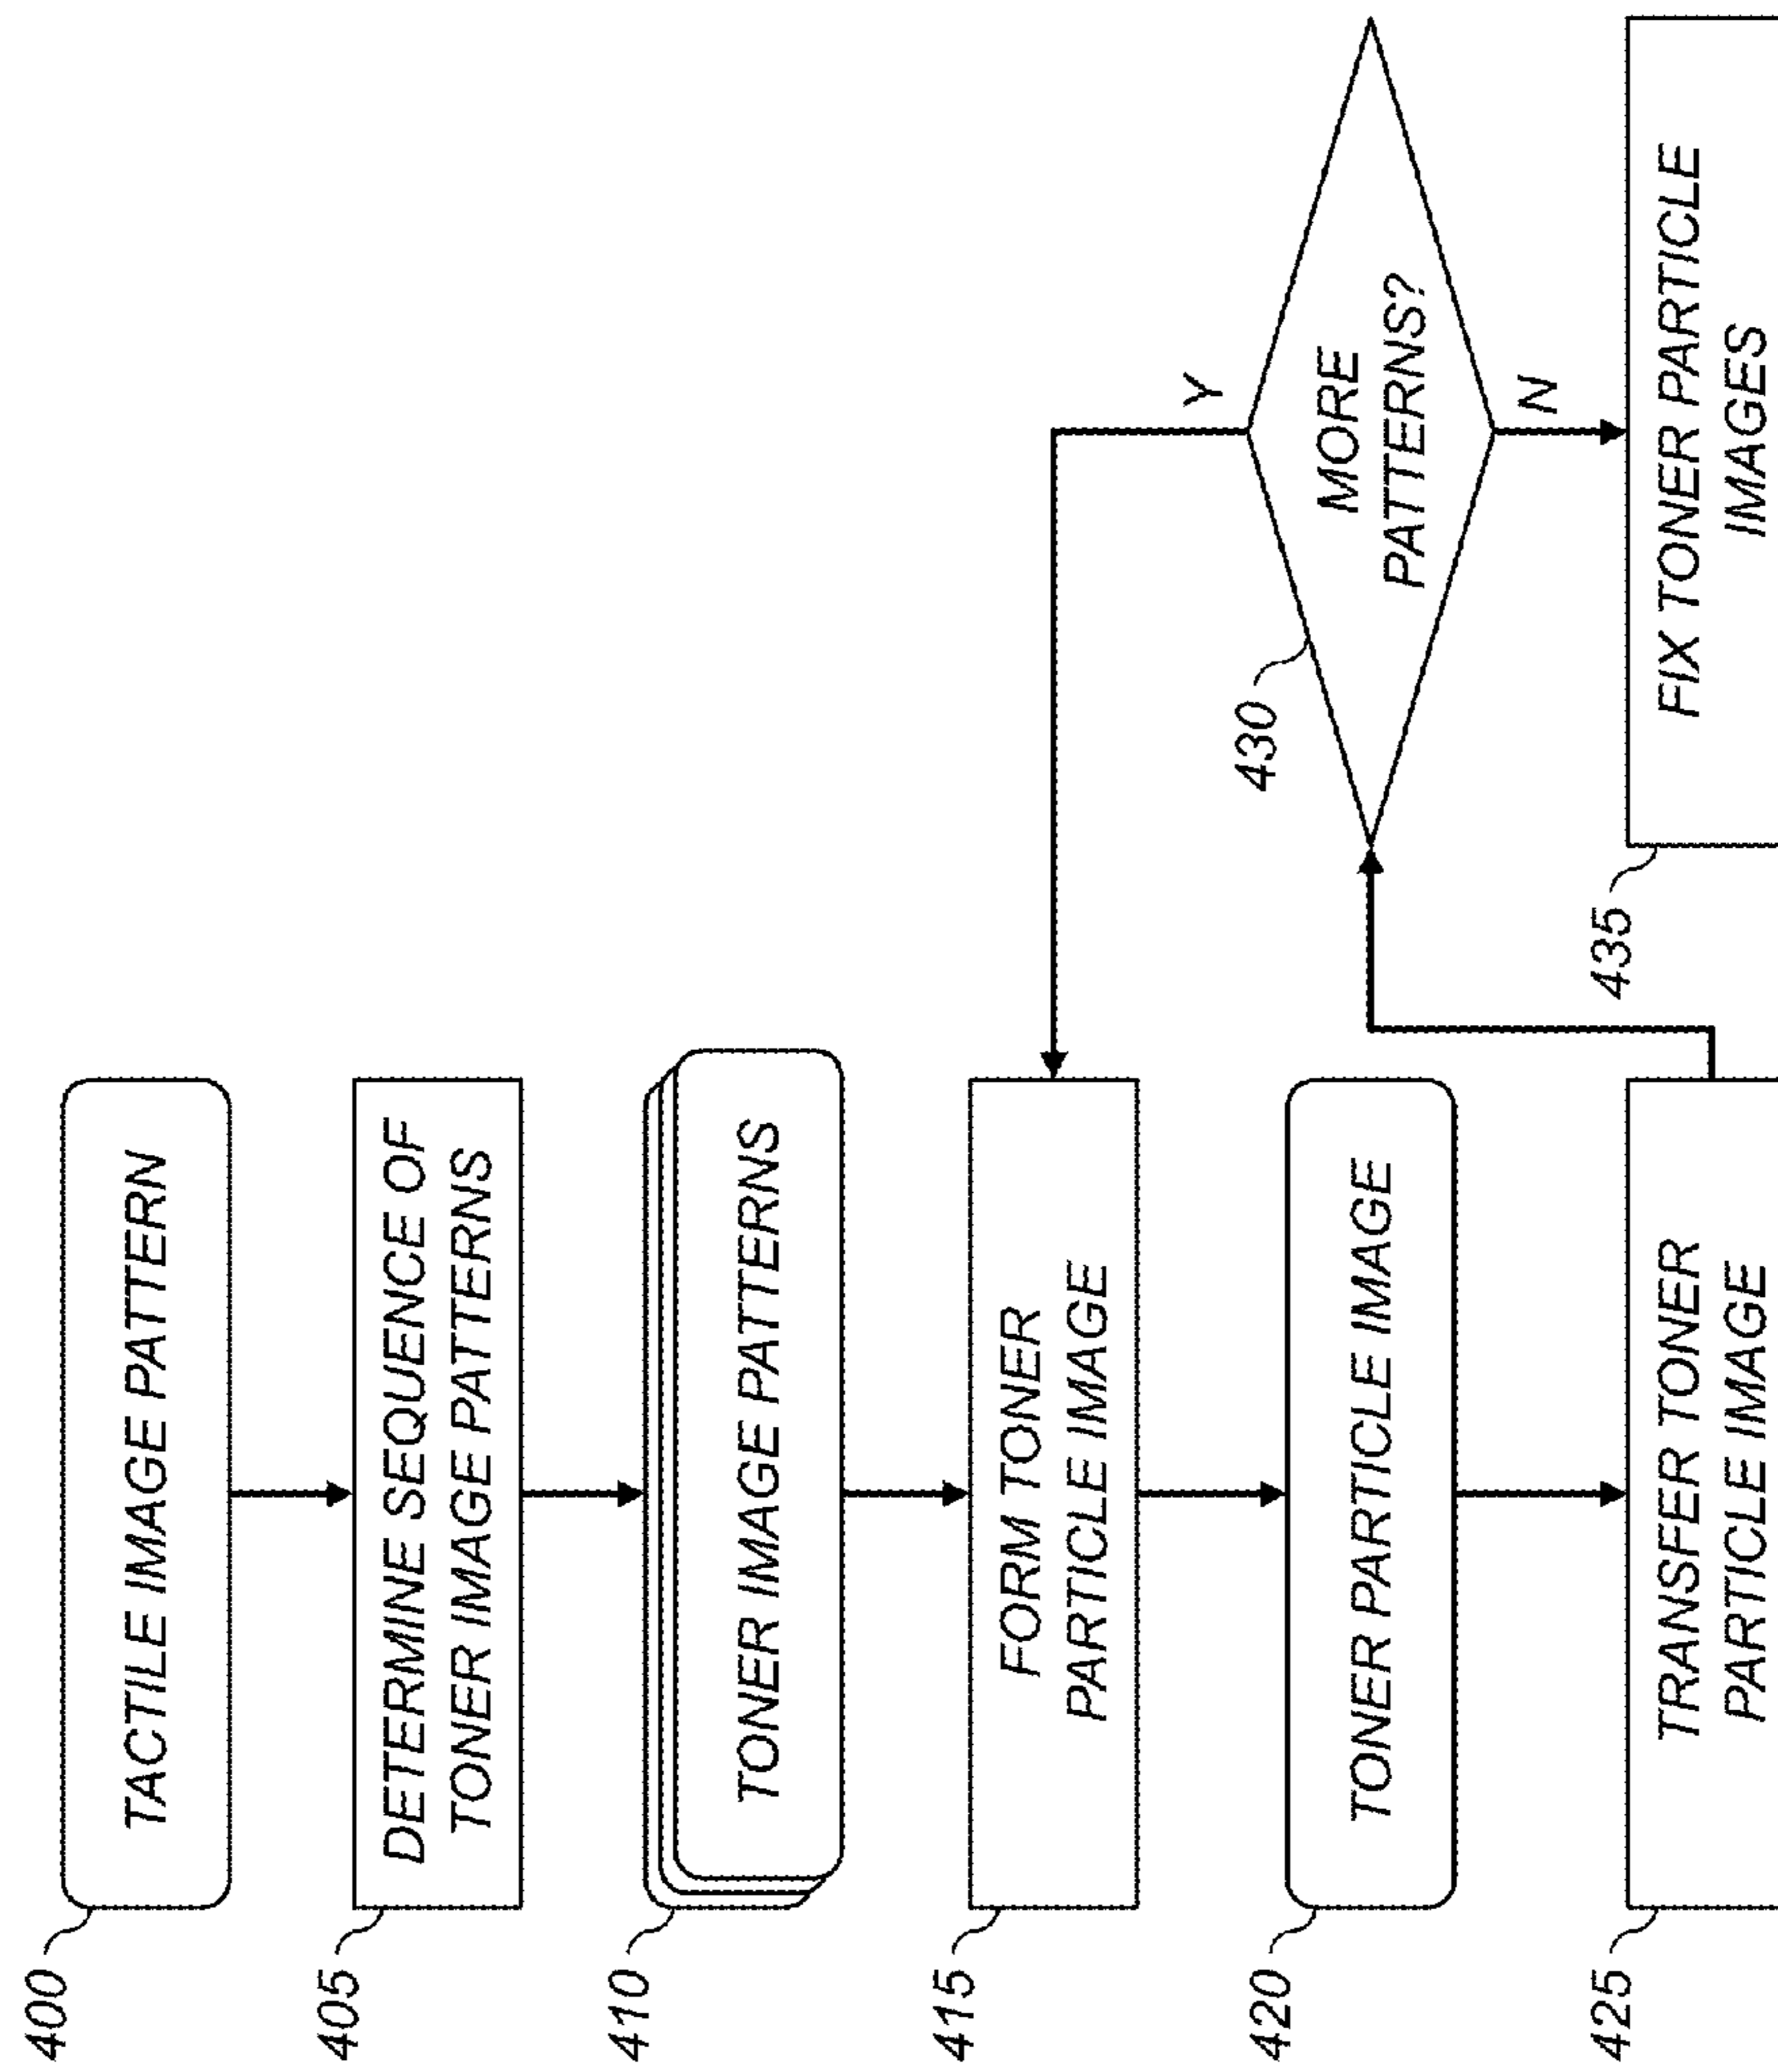 400
TACTILE IMAGE PATTERN
405
DETERMINE SEQUENCE OF
TONER IMAGE PATTERNS
410
TONER IMAGE PATTERNS
415
FORM TONER
PARTICLE IMAGE
420
TONER PARTICLE IMAGE
425
TRANSFER TONER
PARTICLE IMAGE
430
MORE
PATTERNS?
Y
N
435
FIX TONER PARTICLE
IMAGES